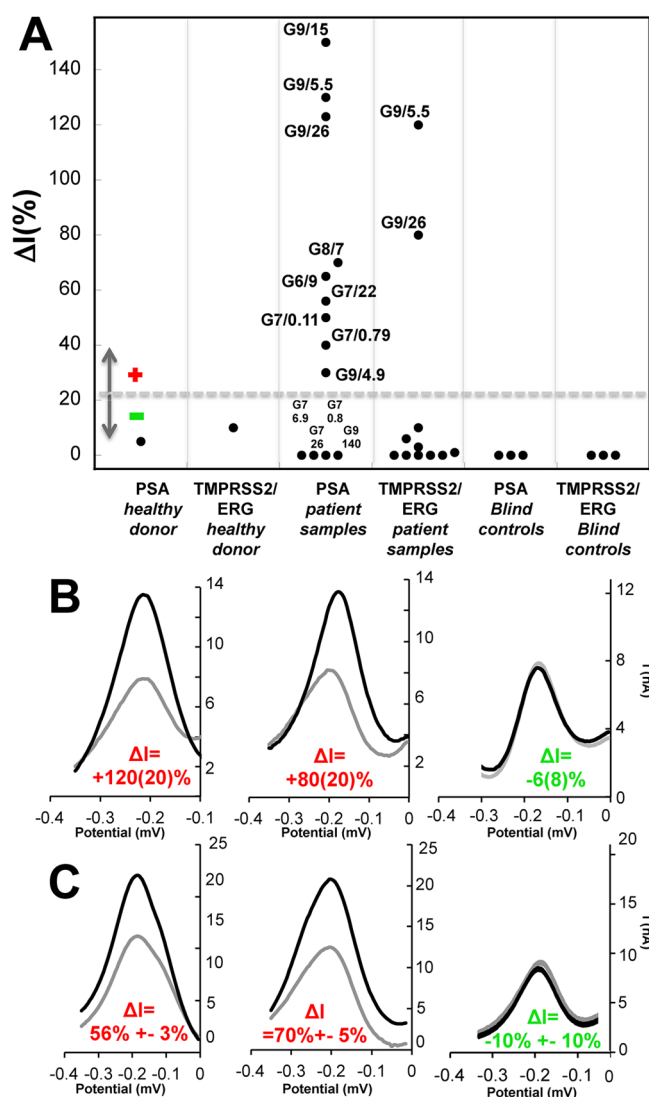 A
ΔI(%)
140
120
100
80
60
40
20
0
G9/15
G9/5.5
G9/26
G8/7
G6/9
G7/22
G7/0.11
G7/0.79
G9/4.9
G7 G7
6.9 0.8
G7 G9
26 140
G9/5.5
G9/26
+
-
PSA
healthy
donor
TMPRSS2/
ERG healthy
donor
PSA
patient
samples
TMPRSS2/
ERG
patient
samples
PSA
Blind
controls
TMPRSS2/
ERG
Blind
controls
B
14
10
6
2
ΔI=
+120(20)%
-0.4 -0.3 -0.2 -0.1
Potential (mV)
14
10
6
2
ΔI=
+80(20)%
-0.4 -0.3 -0.2 -0.1 0
Potential (mV)
12
8
4
0
ΔI=
-6(8)%
-0.4 -0.3 -0.2 -0.1 0
Potential (mV)
C
25
20
15
10
5
0
ΔI=
56% +- 3%
-0.4 -0.3 -0.2 -0.1 0
Potential (mV)
25
20
15
10
5
0
ΔI
=70%+- 5%
-0.4 -0.3 -0.2 -0.1 0
Potential (mV)
20
15
10
5
0
ΔI=
-10% +- 10%
-0.4 -0.3 -0.2 -0.1 0
Potential (mV)